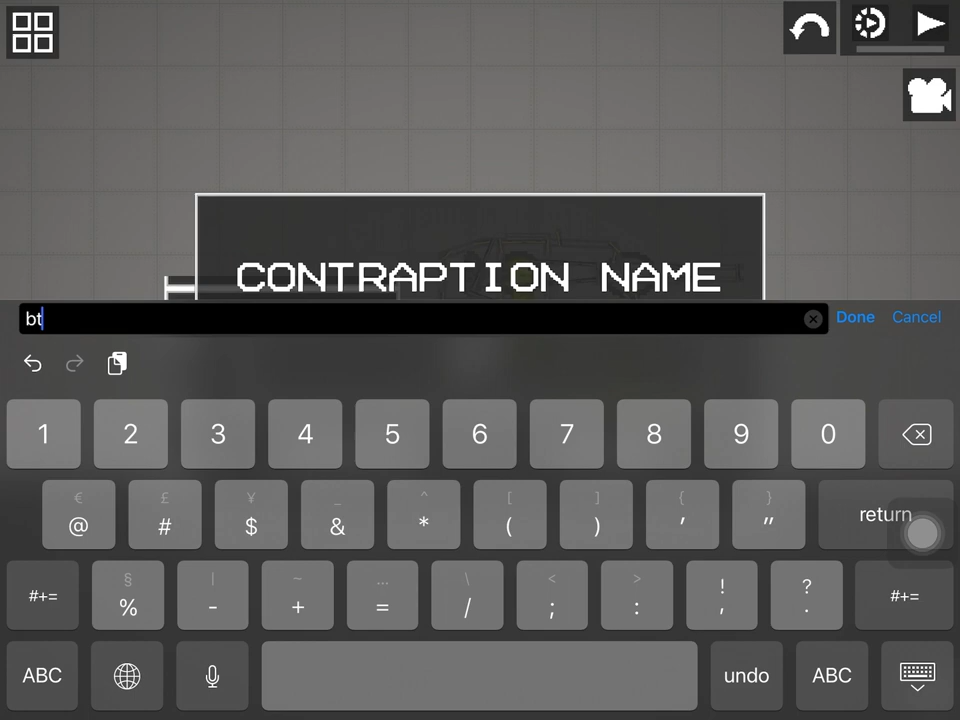 CONTRAPTION NAME
bt
Done Cancel
1 2 3 4 5 6 7 8 9 0
€ £ ¥ _ ^ [ ] { }
@ # $ & * ( ) ' " return
§ | ~ … \ < > ! ?
#+= % - + = / ; : , . #+=
ABC undo ABC